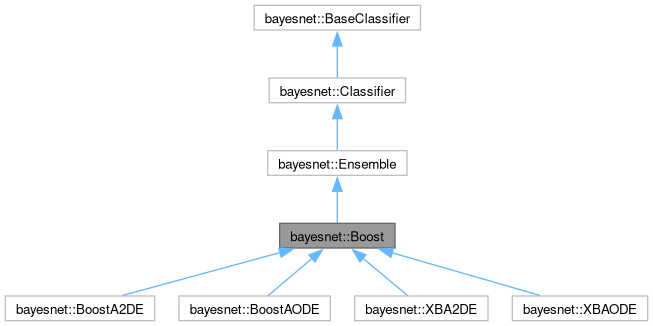 bayesnet::BaseClassifier
bayesnet::Classifier
bayesnet::Ensemble
bayesnet::Boost
bayesnet::BoostA2DE
bayesnet::BoostAODE
bayesnet::XBA2DE
bayesnet::XBAODE